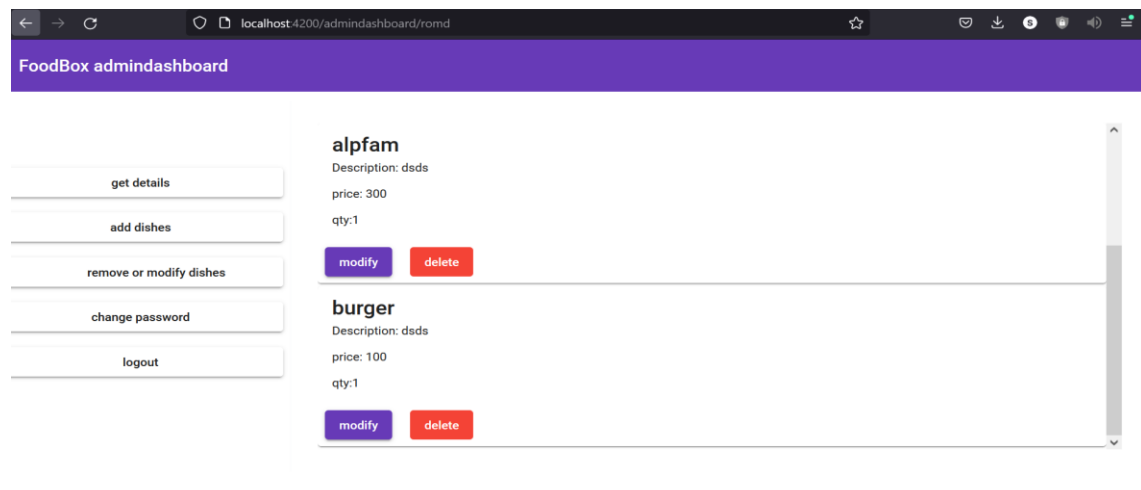 localhost:4200/admindashboard/romd
S
FoodBox admindashboard
get details
add dishes
remove or modify dishes
change password
logout
alpfam
Description: dsds
price: 300
qty:1
modify delete
burger
Description: dsds
price: 100
qty:1
modify delete